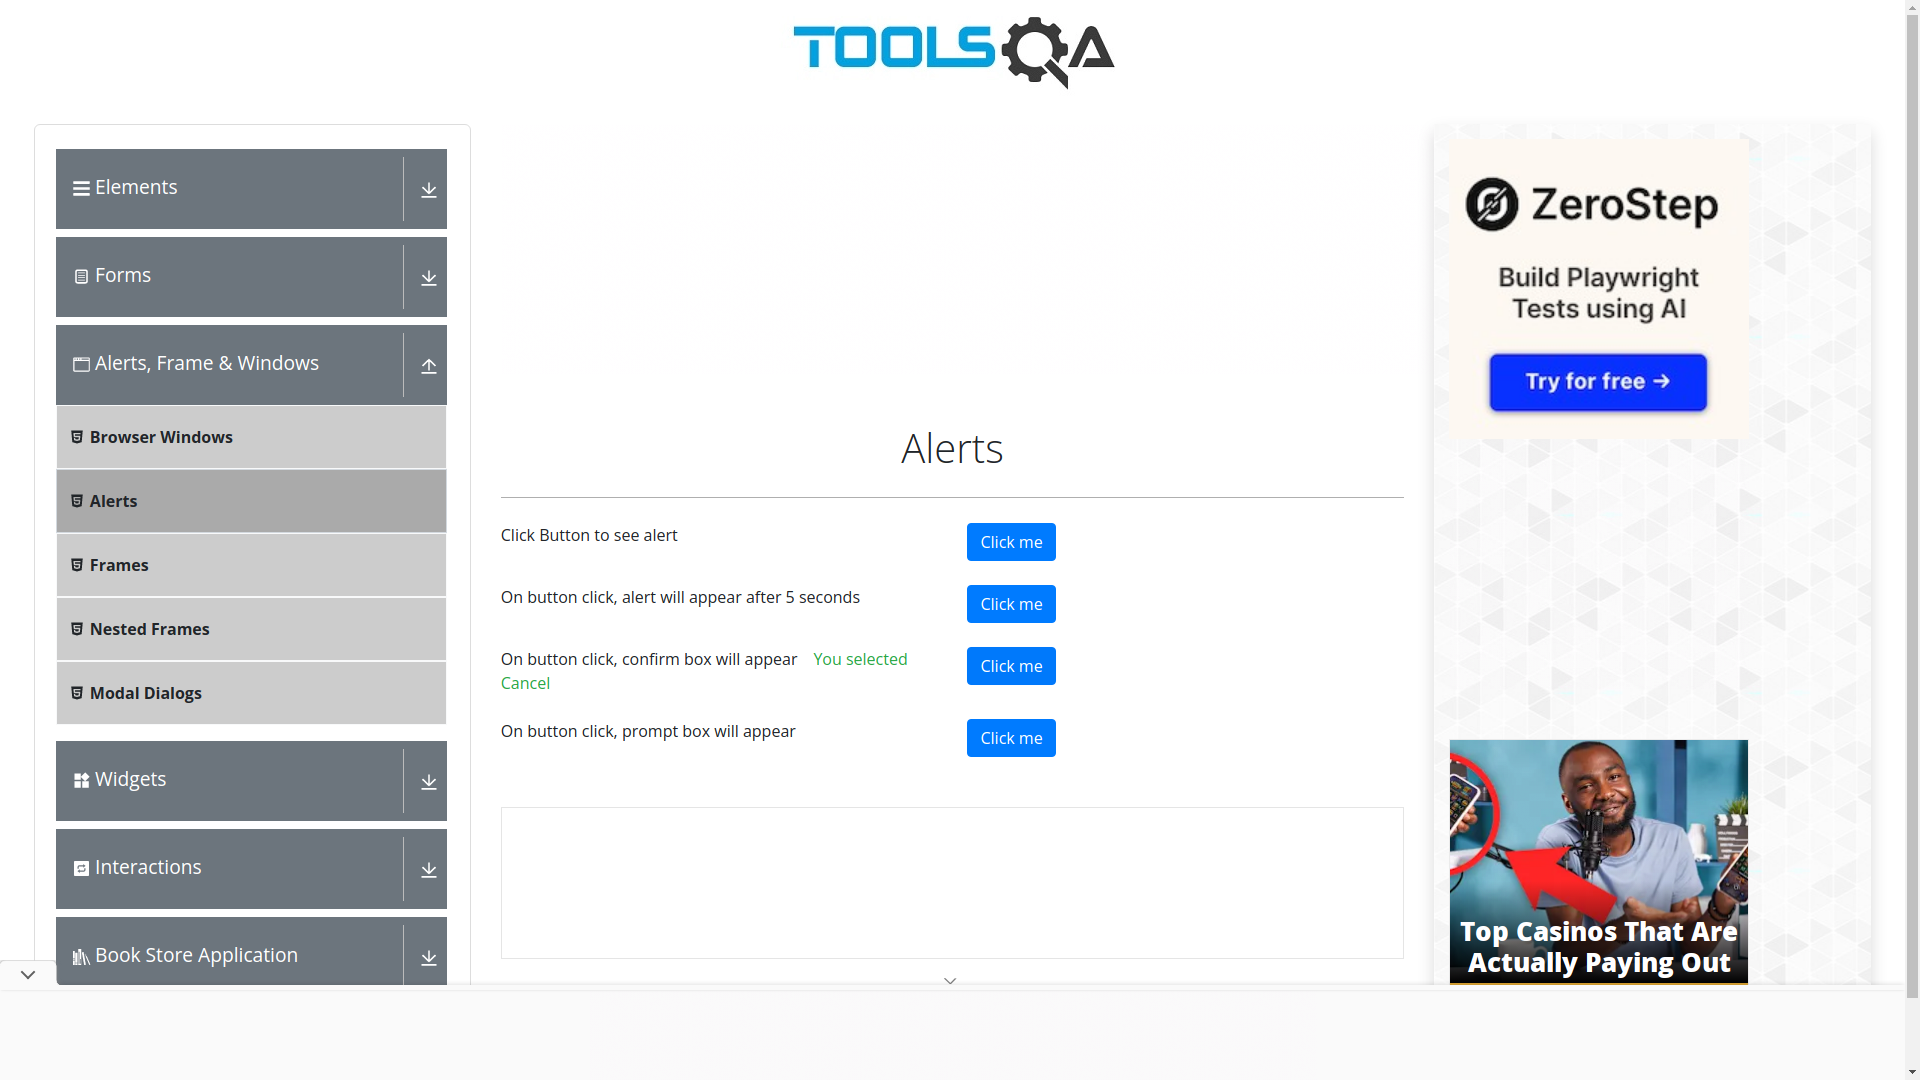 TOOLSQA
Elements
Forms
Alerts, Frame & Windows
Browser Windows
Alerts
Frames
Nested Frames
Modal Dialogs
Widgets
Interactions
Book Store Application
Alerts
Click Button to see alert
Click me
On button click, alert will appear after 5 seconds
Click me
On button click, confirm box will appear You selected
Cancel
Click me
On button click, prompt box will appear
Click me
ZeroStep
Build Playwright
Tests using AI
Try for free →
Top Casinos That Are
Actually Paying Out